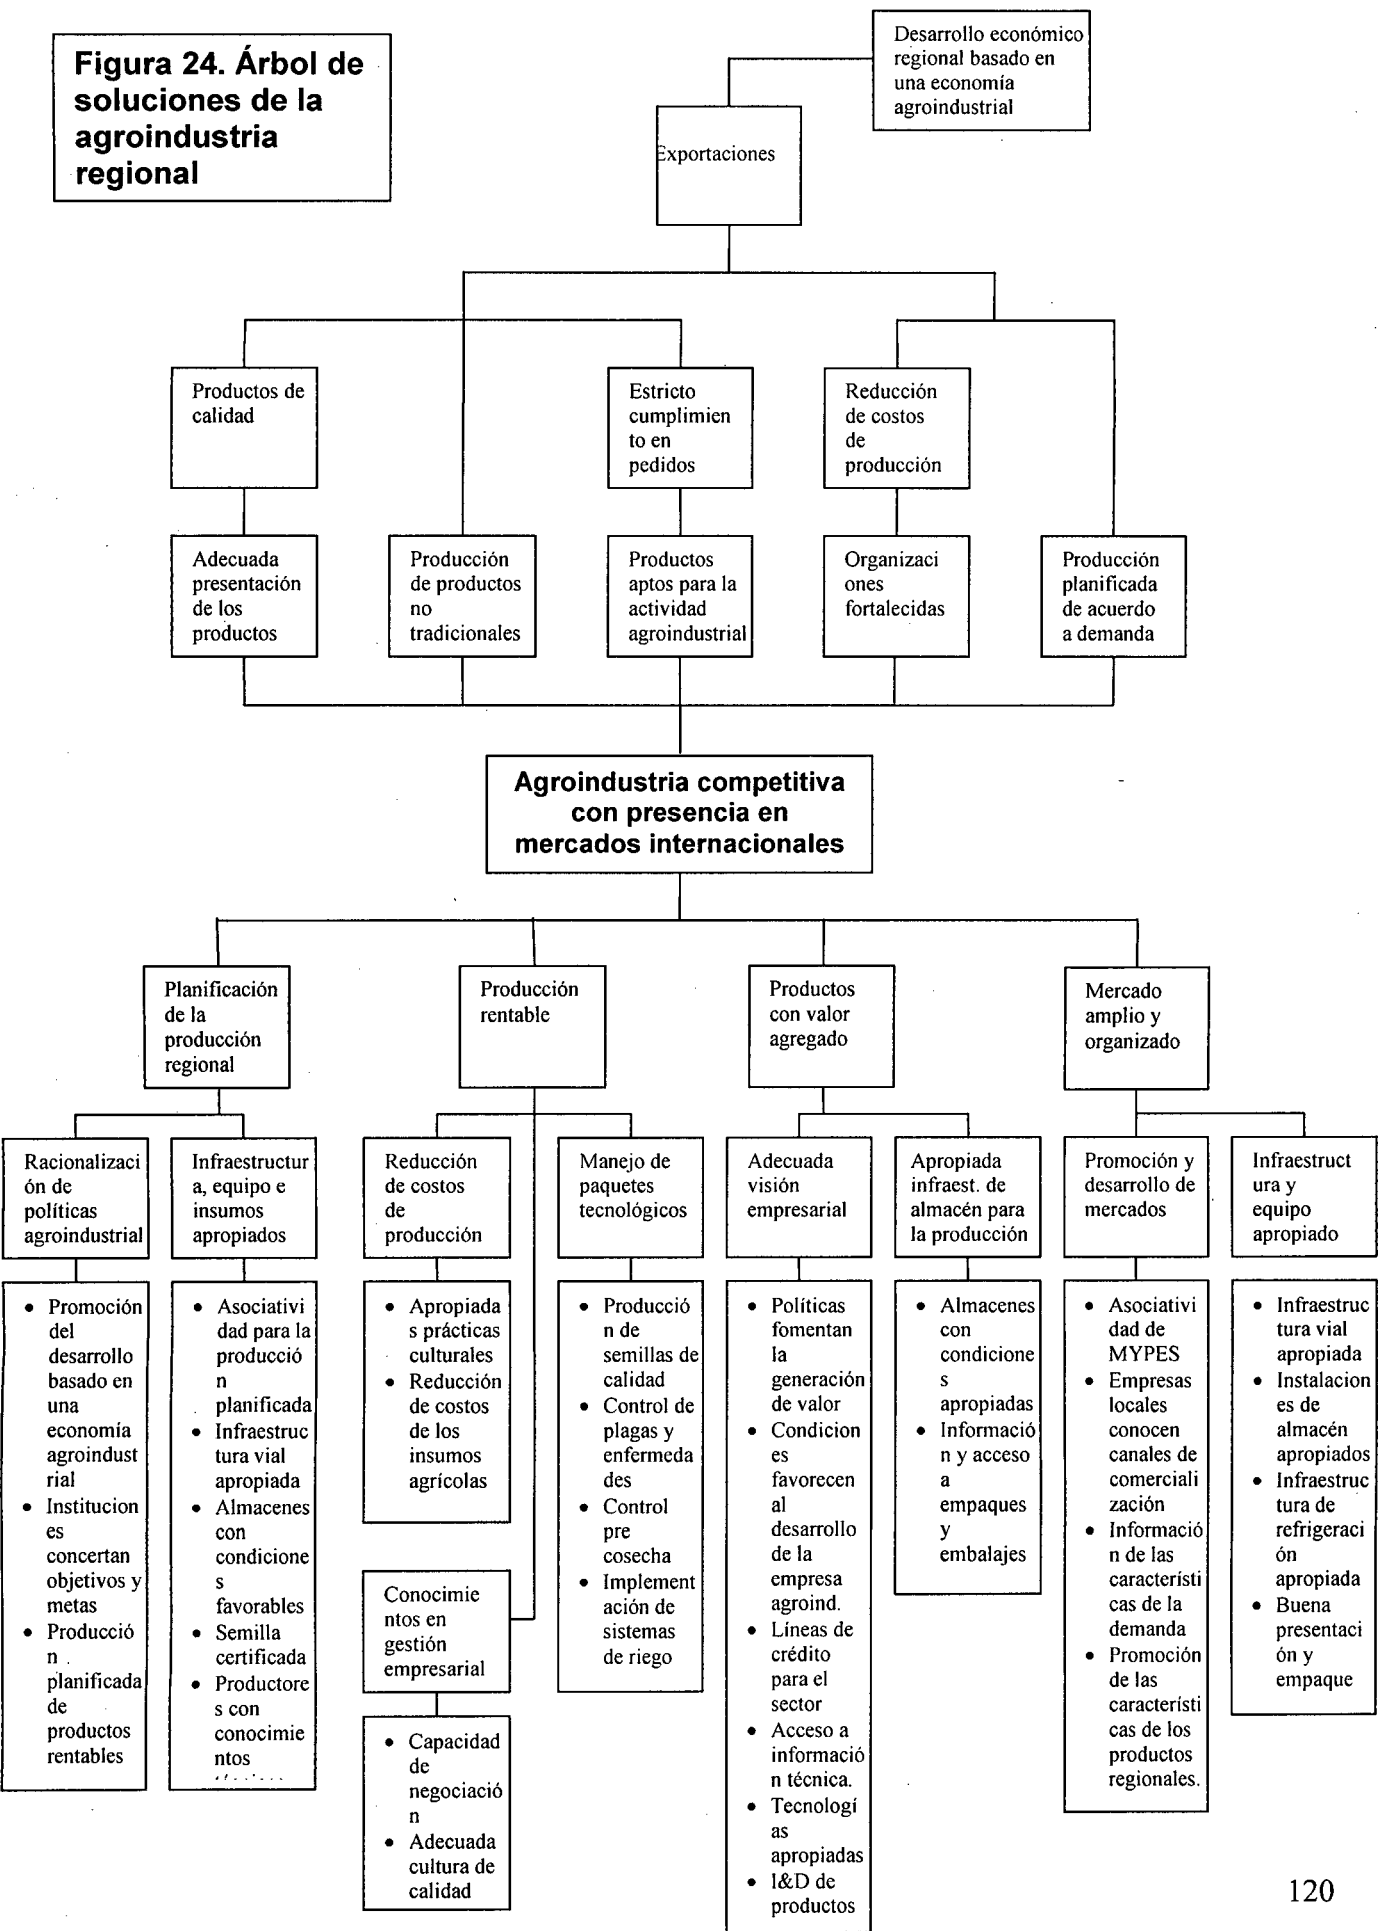 Figura 24. Árbol de
soluciones de la
agroindustria
regional
Desarrollo económico
regional basado en
una economía
agroindustrial
Exportaciones
Productos de
calidad
Estricto
cumplimien
to en
pedidos
Reducción
de costos
de
producción
Adecuada
presentación
de los
productos
Producción
de productos
no
tradicionales
Productos
aptos para la
actividad
agroindustrial
Organizaci
ones
fortalecidas
Producción
planificada
de acuerdo
a demanda
Agroindustria competitiva
con presencia en
mercados internacionales
Planificación
de la
producción
regional
Producción
rentable
Productos
con valor
agregado
Mercado
amplio y
organizado
Racionalizaci
ón de
políticas
agroindustrial
Infraestructur
a, equipo e
insumos
apropiados
Reducción
de costos
de
producción
Manejo de
paquetes
tecnológicos
Adecuada
visión
empresarial
Apropiada
infraest. de
almacén para
la producción
Promoción y
desarrollo de
mercados
Infraestruct
ura y
equipo
apropiado
• Promoción
del
desarrollo
basado en
una
economía
agroindust
rial
• Institucion
es
concertan
objetivos y
metas
• Producció
n
planificada
de
productos
rentables
• Asociativi
dad para la
producció
n
planificada
• Infraestruc
tura vial
apropiada
• Almacenes
con
condicione
s
favorables
• Semilla
certificada
• Productore
s con
conocimie
ntos
• Apropiada
s prácticas
culturales
• Reducción
de costos
de los
insumos
agrícolas
Conocimie
ntos en
gestión
empresarial
• Capacidad
de
negociació
n
• Adecuada
cultura de
calidad
• Producció
n de
semillas de
calidad
• Control de
plagas y
enfermeda
des
• Control
pre
cosecha
• Implement
ación de
sistemas
de riego
• Políticas
fomentan
la
generación
de valor
• Condicion
es
favorecen
al
desarrollo
de la
empresa
agroind.
• Líneas de
crédito
para el
sector
• Acceso a
informació
n técnica.
• Tecnologí
as
apropiadas
• I&D de
productos
• Almacenes
con
condicione
s
apropiadas
• Informació
n y acceso
a
empaques
y
embalajes
• Asociativi
dad de
MYPES
• Empresas
locales
conocen
canales de
comerciali
zación
• Informació
n de las
característi
cas de la
demanda
• Promoción
de las
característi
cas de los
productos
regionales.
• Infraestruc
tura vial
apropiada
• Instalacion
es de
almacén
apropiados
• Infraestruc
tura de
refrigeraci
ón
apropiada
• Buena
presentaci
ón y
empaque
120